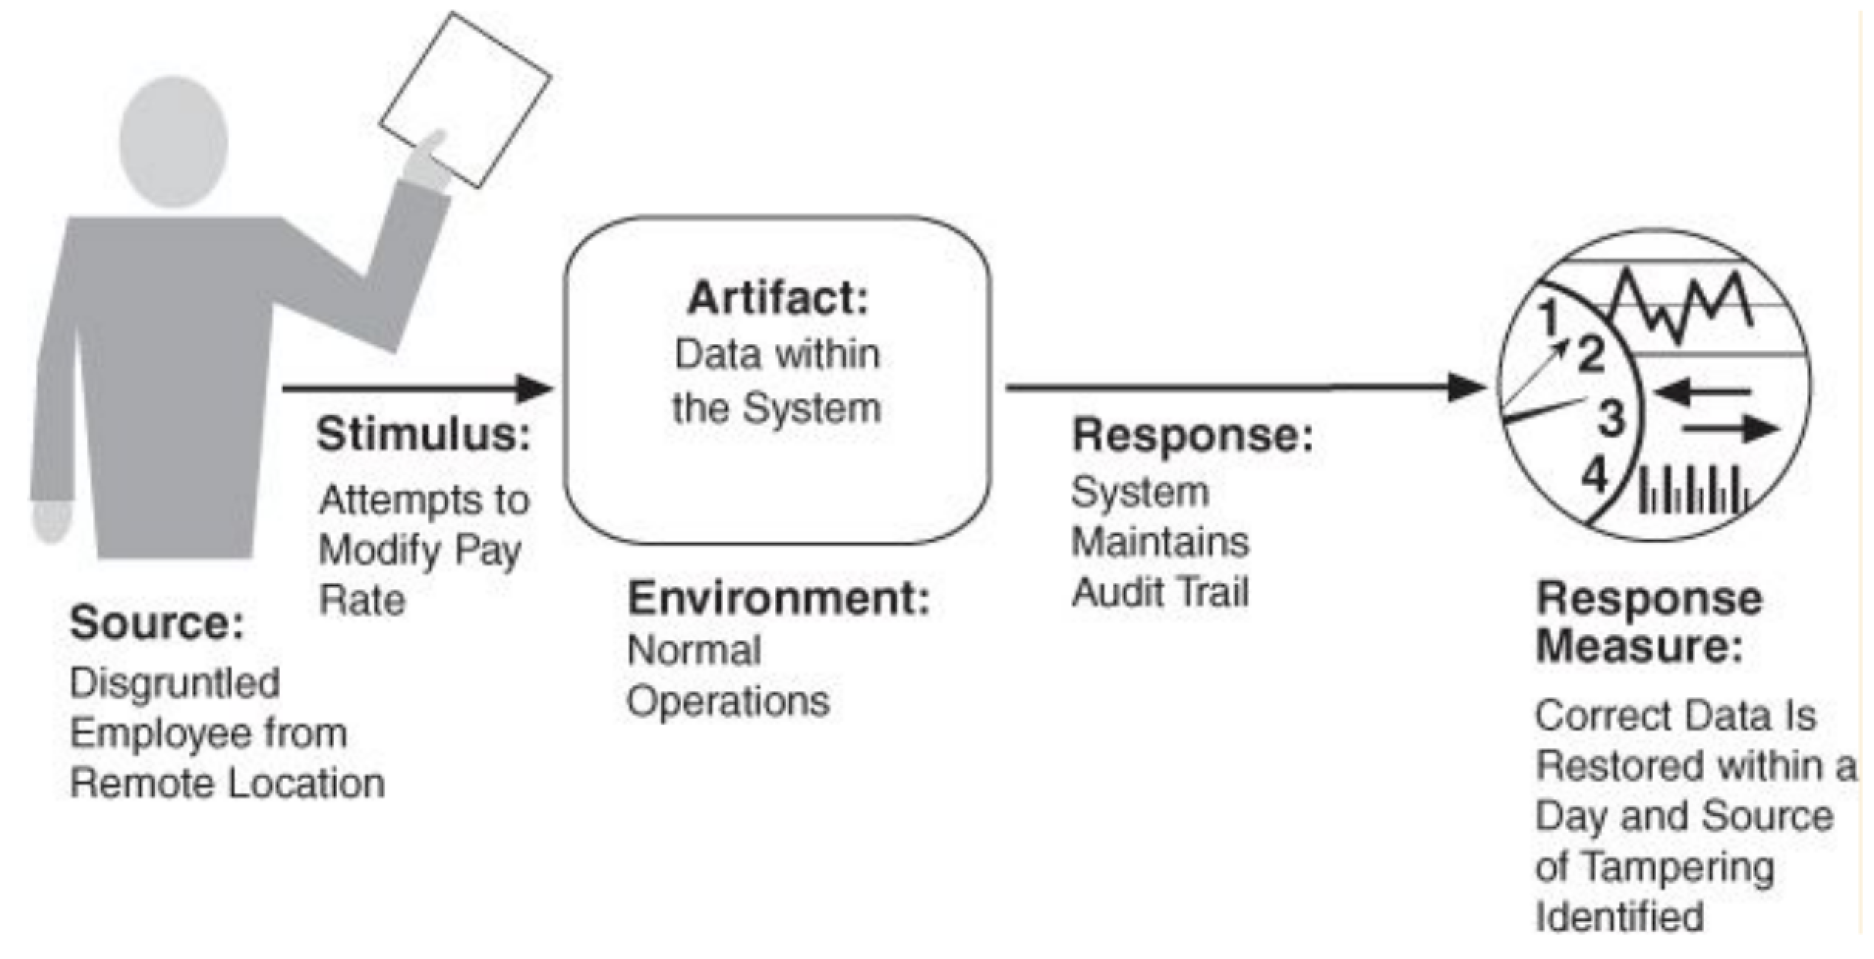 Source:
Disgruntled
Employee from
Remote Location
Stimulus:
Attempts to
Modify Pay
Rate
Artifact:
Data within
the System
Environment:
Normal
Operations
Response:
System
Maintains
Audit Trail
1
2
3
4
Response
Measure:
Correct Data Is
Restored within a
Day and Source
of Tampering
Identified